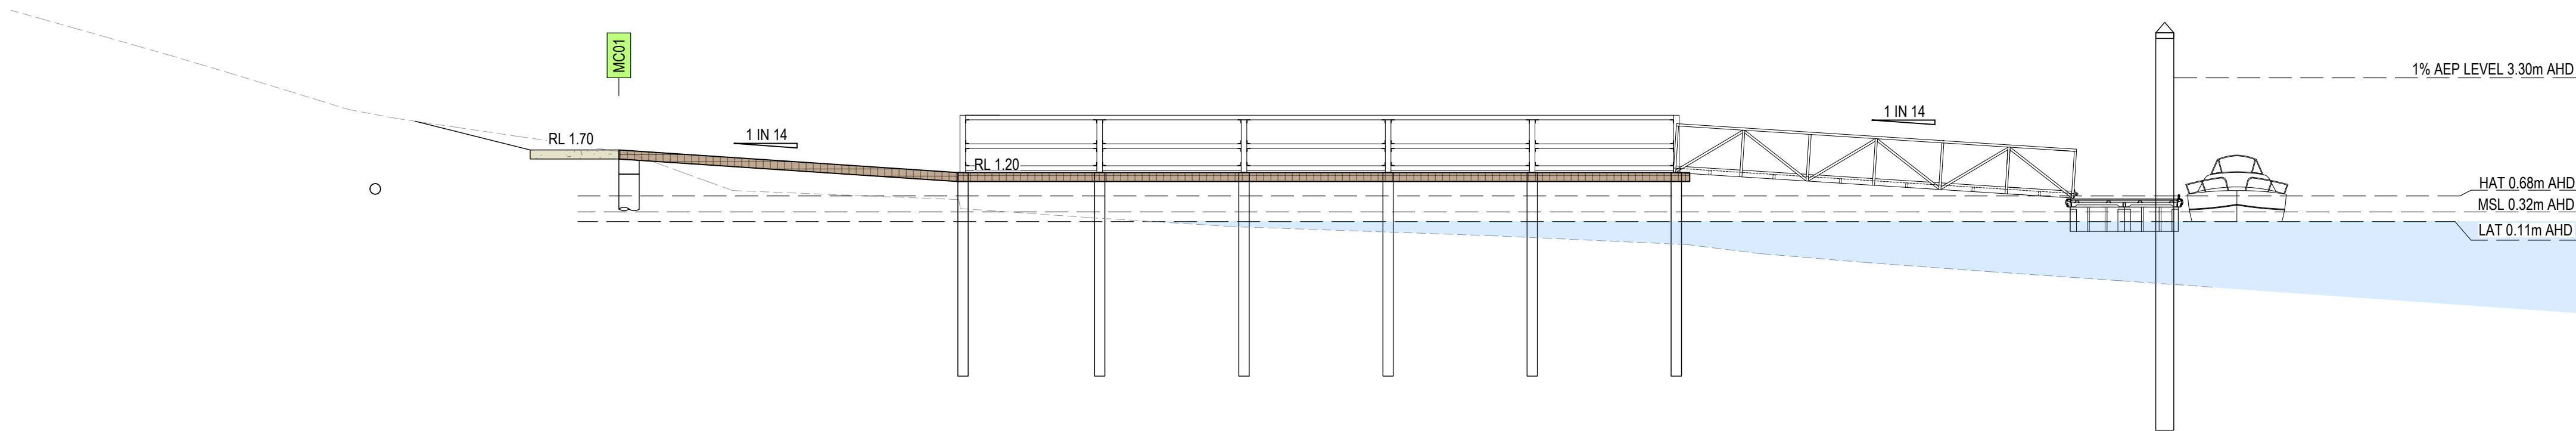 MC01
1% AEP LEVEL 3.30m AHD
1 IN 14
1 IN 14
RL 1.70
RL 1.20
HAT 0.68m AHD
MSL 0.32m AHD
LAT 0.11m AHD